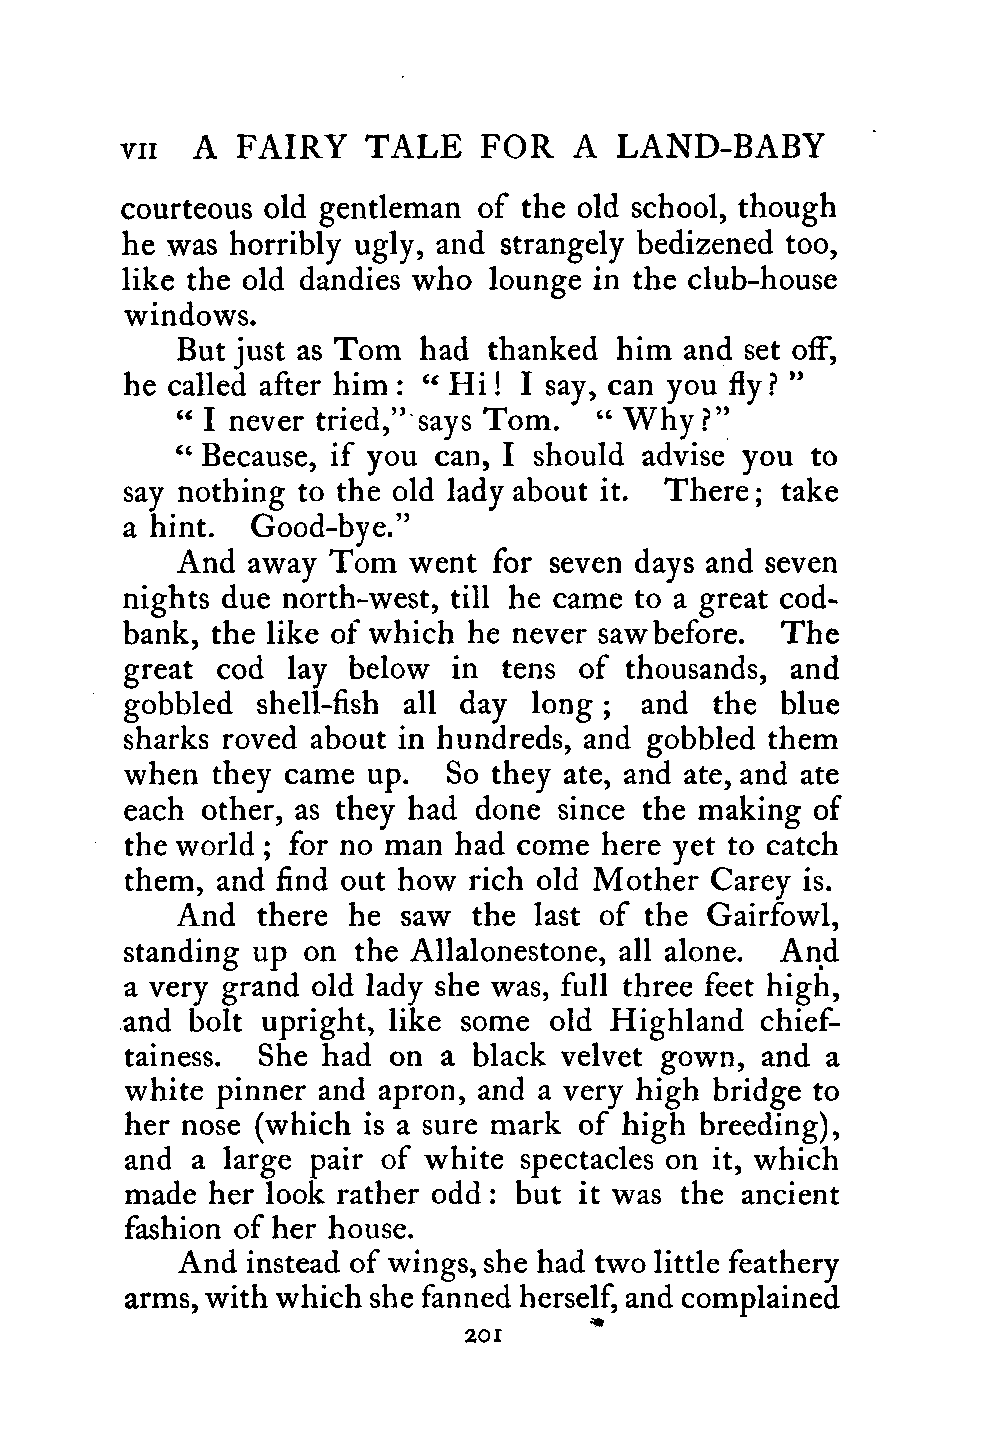 VII A FAIRY TALE FOR A LAND-BABY
courteous old gentleman of the old school, though
he was horribly ugly, and strangely bedizened too,
like the old dandies who lounge in the club-house
windows.
But just as Tom had thanked him and set off,
he called after him: “ Hi! I say, can you fly? ”
“ I never tried,” says Tom. “ Why?”
“ Because, if you can, I should advise you to
say nothing to the old lady about it. There; take
a hint. Good-bye.”
And away Tom went for seven days and seven
nights due north-west, till he came to a great cod-
bank, the like of which he never saw before. The
great cod lay below in tens of thousands, and
gobbled shell-fish all day long; and the blue
sharks roved about in hundreds, and gobbled them
when they came up. So they ate, and ate, and ate
each other, as they had done since the making of
the world; for no man had come here yet to catch
them, and find out how rich old Mother Carey is.
And there he saw the last of the Gairfowl,
standing up on the Allalonestone, all alone. And
a very grand old lady she was, full three feet high,
and bolt upright, like some old Highland chief-
tainess. She had on a black velvet gown, and a
white pinner and apron, and a very high bridge to
her nose (which is a sure mark of high breeding),
and a large pair of white spectacles on it, which
made her look rather odd: but it was the ancient
fashion of her house.
And instead of wings, she had two little feathery
arms, with which she fanned herself, and complained
201